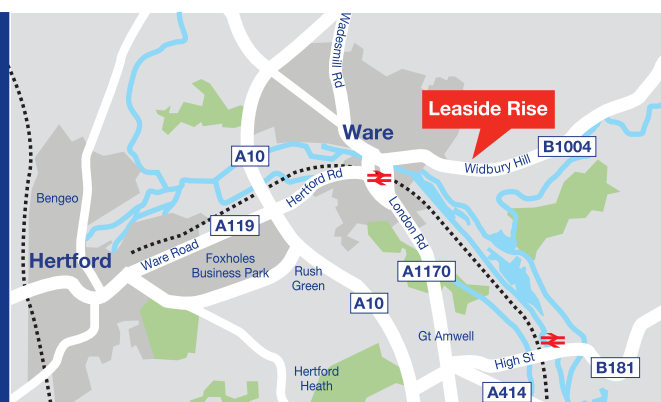 Wadesmill Rd
Leaside Rise
Ware
B1004
A10
Widbury Hill
Hertford Rd
Bengeo
London Rd
A119
Ware Road
Hertford
Foxholes
Business Park
Rush
Green
A1170
A10
Gt Amwell
High St
B181
Hertford
Heath
A414